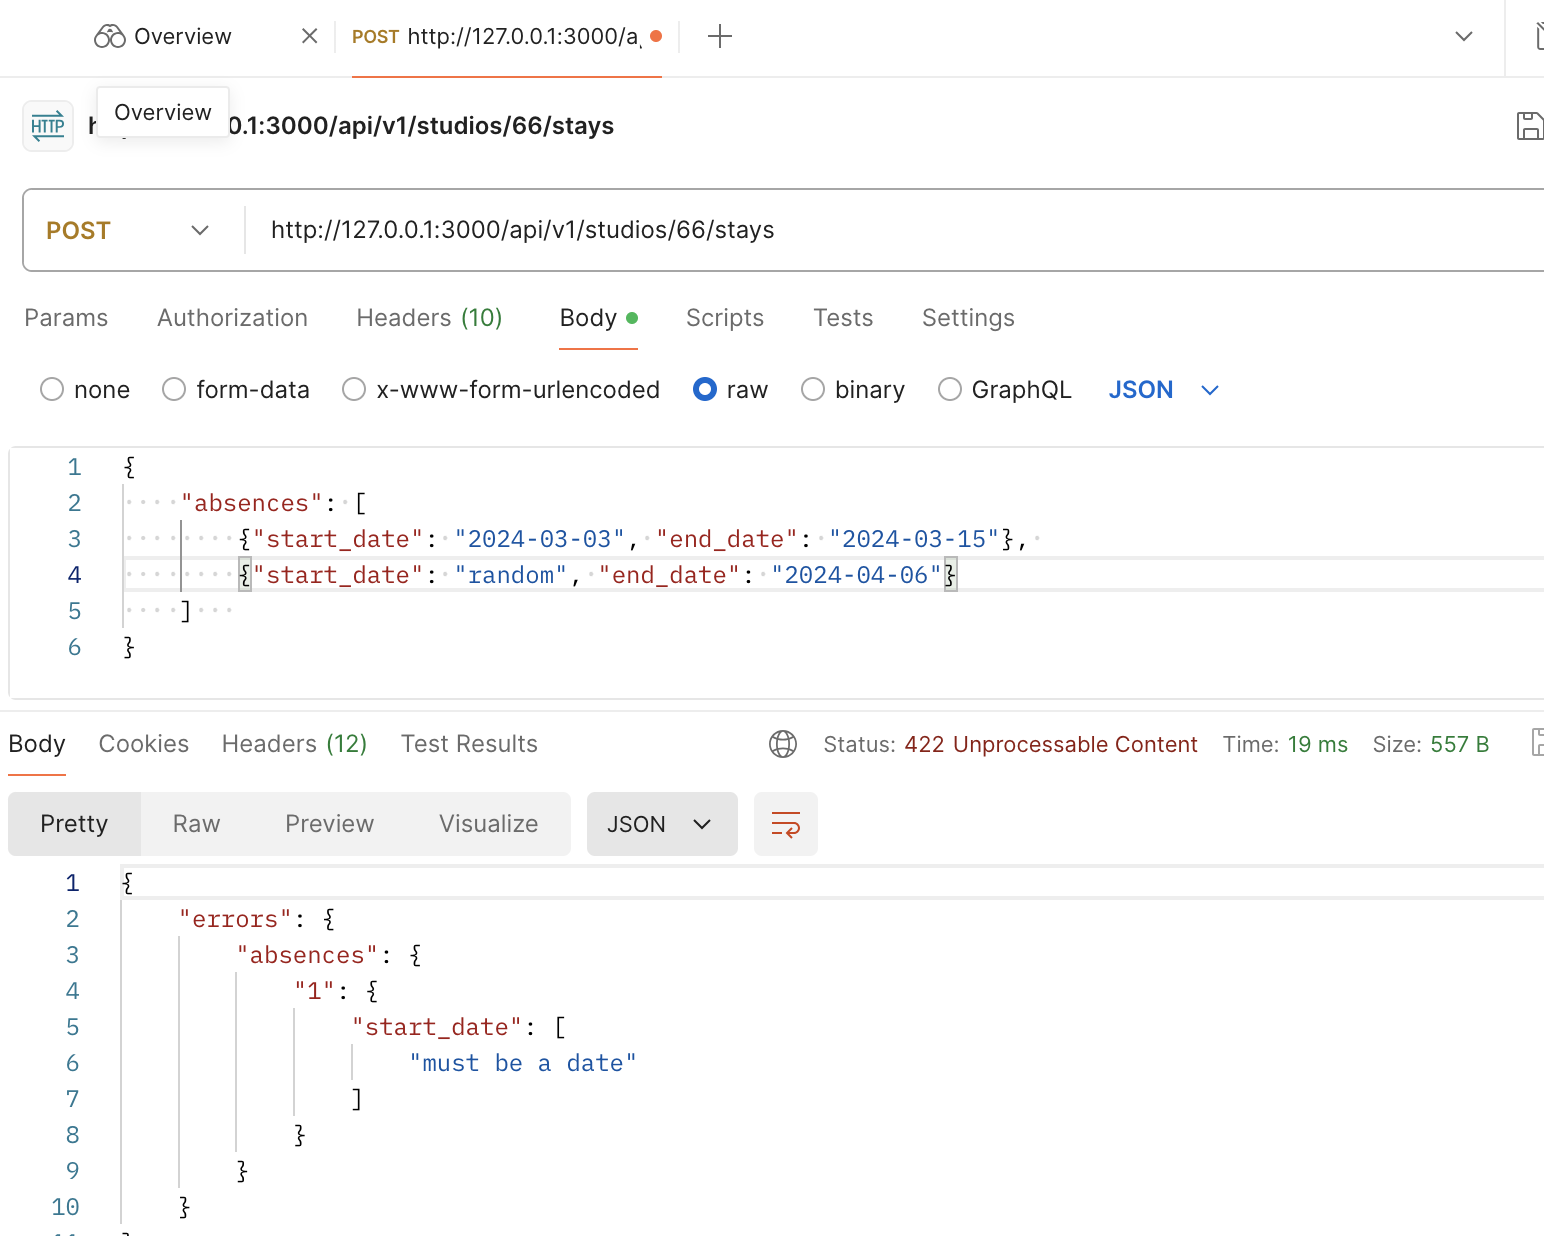 Overview
POST http://127.0.0.1:3000/a
Overview
HTTP
0.1:3000/api/v1/studios/66/stays
POST
http://127.0.0.1:3000/api/v1/studios/66/stays
Params Authorization Headers (10) Body Scripts Tests Settings
none form-data x-www-form-urlencoded raw binary GraphQL JSON
1 {
2 "absences": [
3 {"start_date": "2024-03-03", "end_date": "2024-03-15"},
4 {"start_date": "random", "end_date": "2024-04-06"}
5 ]
6 }
Body Cookies Headers (12) Test Results Status: 422 Unprocessable Content Time: 19 ms Size: 557 B
Pretty Raw Preview Visualize JSON
1 {
2 "errors": {
3 "absences": {
4 "1": {
5 "start_date": [
6 "must be a date"
7 ]
8 }
9 }
10 }